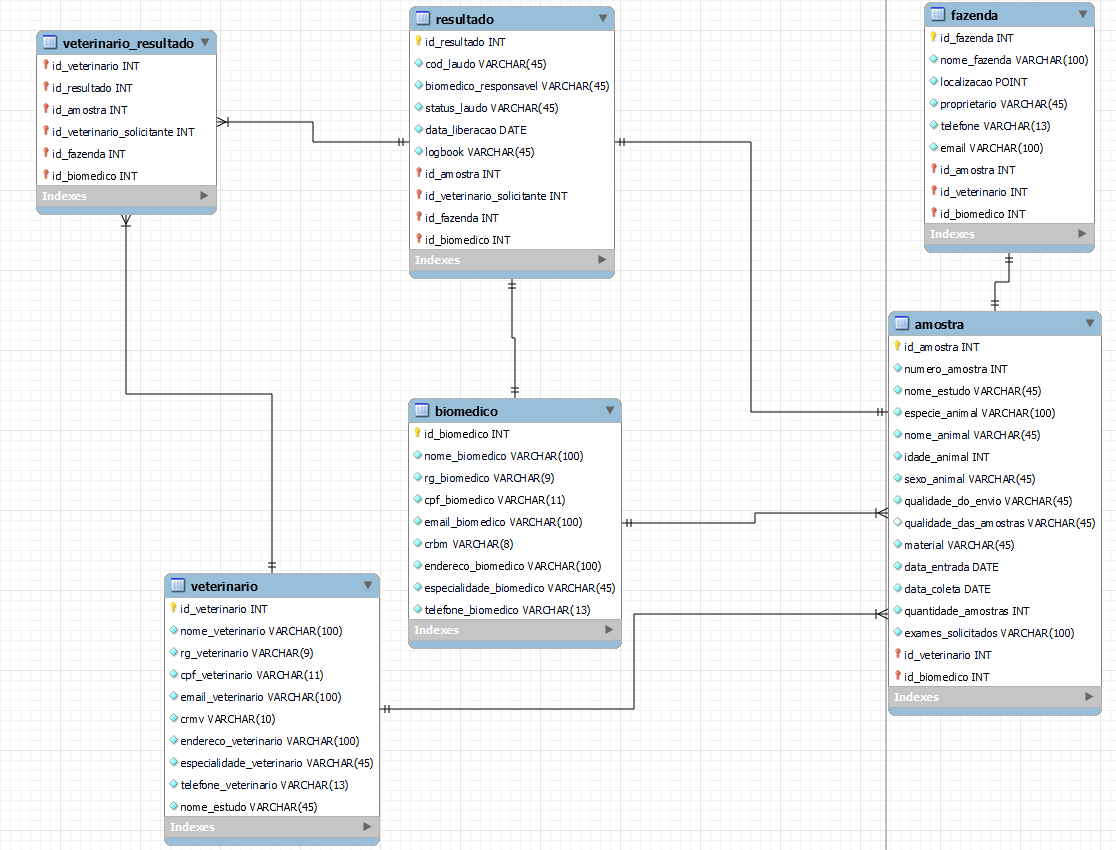 veterinario_resultado
id_veterinario INT
id_resultado INT
id_amostra INT
id_veterinario_solicitante INT
id_fazenda INT
id_biomedico INT
Indexes
resultado
id_resultado INT
cod_laudo VARCHAR(45)
biomedico_responsavel VARCHAR(45)
status_laudo VARCHAR(45)
data_liberacao DATE
logbook VARCHAR(45)
id_amostra INT
id_veterinario_solicitante INT
id_fazenda INT
id_biomedico INT
Indexes
fazenda
id_fazenda INT
nome_fazenda VARCHAR(100)
localizacao POINT
proprietario VARCHAR(45)
telefone VARCHAR(13)
email VARCHAR(100)
id_amostra INT
id_veterinario INT
id_biomedico INT
Indexes
amostra
id_amostra INT
numero_amostra INT
nome_estudo VARCHAR(45)
especie_animal VARCHAR(100)
nome_animal VARCHAR(45)
idade_animal INT
sexo_animal VARCHAR(45)
qualidade_do_envio VARCHAR(45)
qualidade_das_amostras VARCHAR(45)
material VARCHAR(45)
data_entrada DATE
data_coleta DATE
quantidade_amostras INT
exames_solicitados VARCHAR(100)
id_veterinario INT
id_biomedico INT
Indexes
biomedico
id_biomedico INT
nome_biomedico VARCHAR(100)
rg_biomedico VARCHAR(9)
cpf_biomedico VARCHAR(11)
email_biomedico VARCHAR(100)
crbm VARCHAR(8)
endereco_biomedico VARCHAR(100)
especialidade_biomedico VARCHAR(45)
telefone_biomedico VARCHAR(13)
Indexes
veterinario
id_veterinario INT
nome_veterinario VARCHAR(100)
rg_veterinario VARCHAR(9)
cpf_veterinario VARCHAR(11)
email_veterinario VARCHAR(100)
crmv VARCHAR(10)
endereco_veterinario VARCHAR(100)
especialidade_veterinario VARCHAR(45)
telefone_veterinario VARCHAR(13)
nome_estudo VARCHAR(45)
Indexes